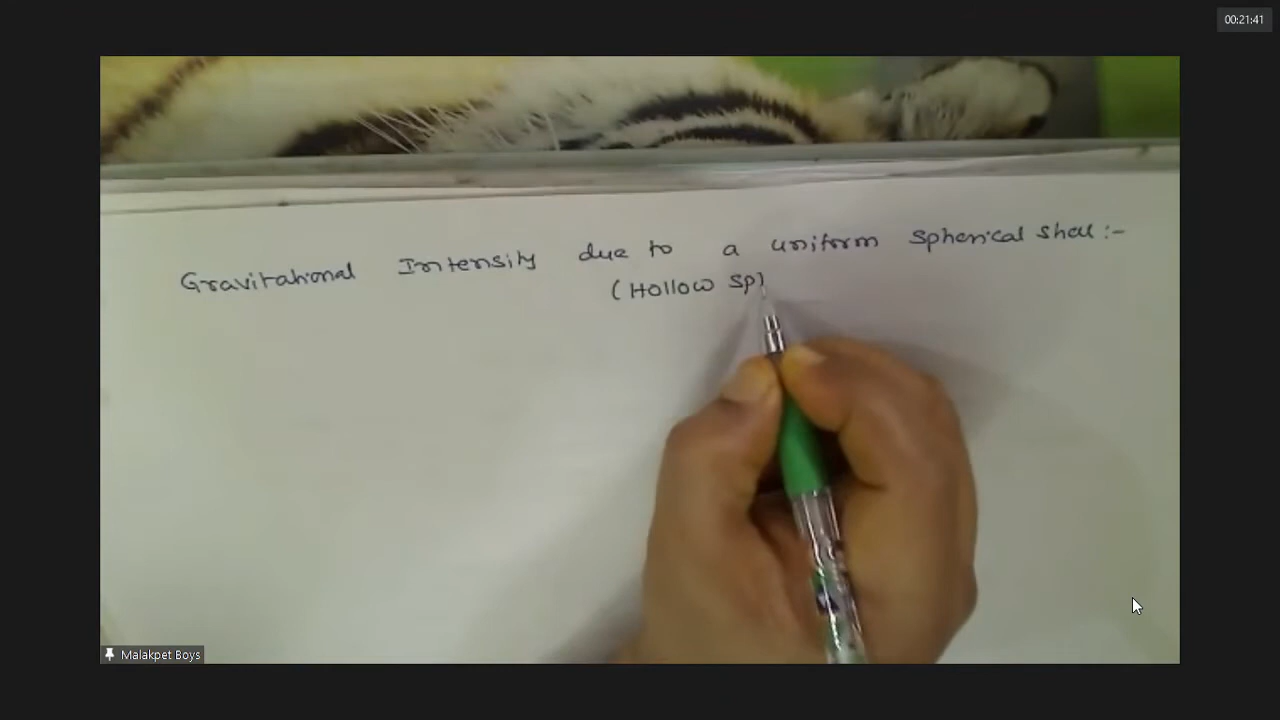 00:21:41
Gravitational Intensity due to a uniform Spherical Shell :-
(Hollow Sp
Malakpet Boys